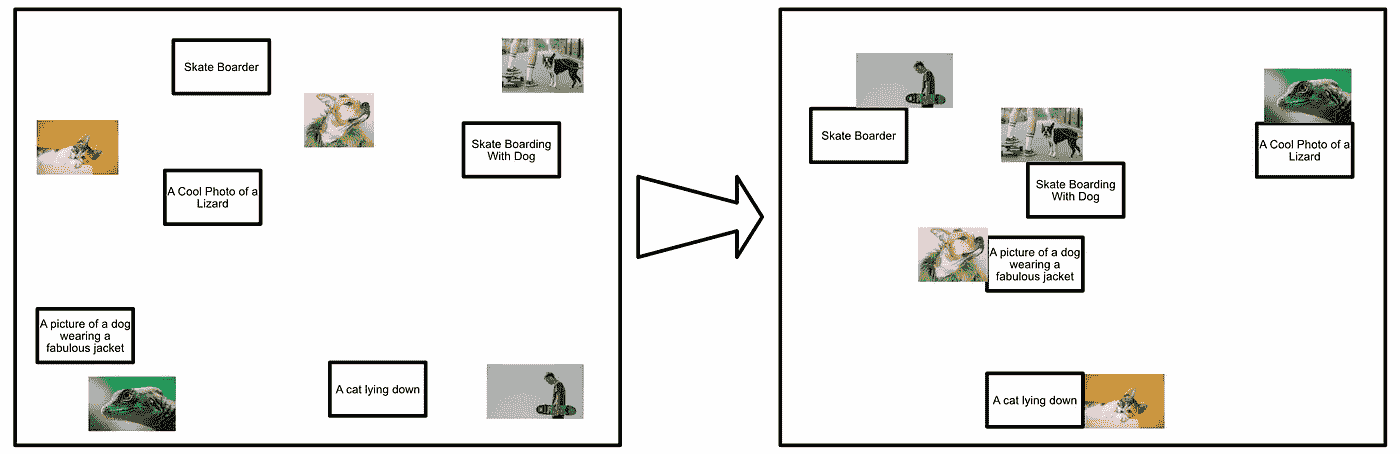 Skate Boarder
Skate Boarding
With Dog
A Cool Photo of a
Lizard
A picture of a dog
wearing a
fabulous jacket
A cat lying down
Skate Boarder
A Cool Photo of a
Lizard
Skate Boarding
With Dog
A picture of a dog
wearing a
fabulous jacket
A cat lying down